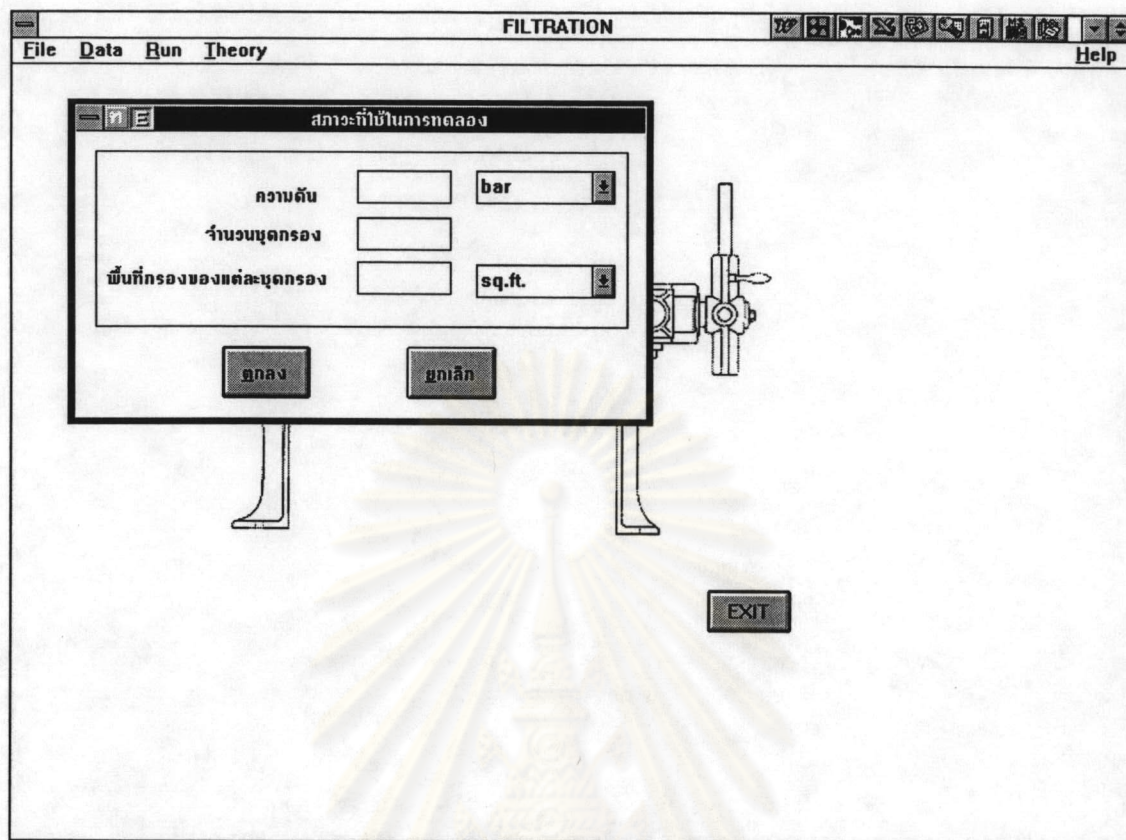 FILTRATION
File Data Run Theory Help
ท E สภาวะที่ใช้ในการทดลอง
ความดัน bar
จำนวนชุดกรอง
พื้นที่กรองของแต่ละชุดกรอง sq.ft.
ตกลง ยกเลิก
EXIT